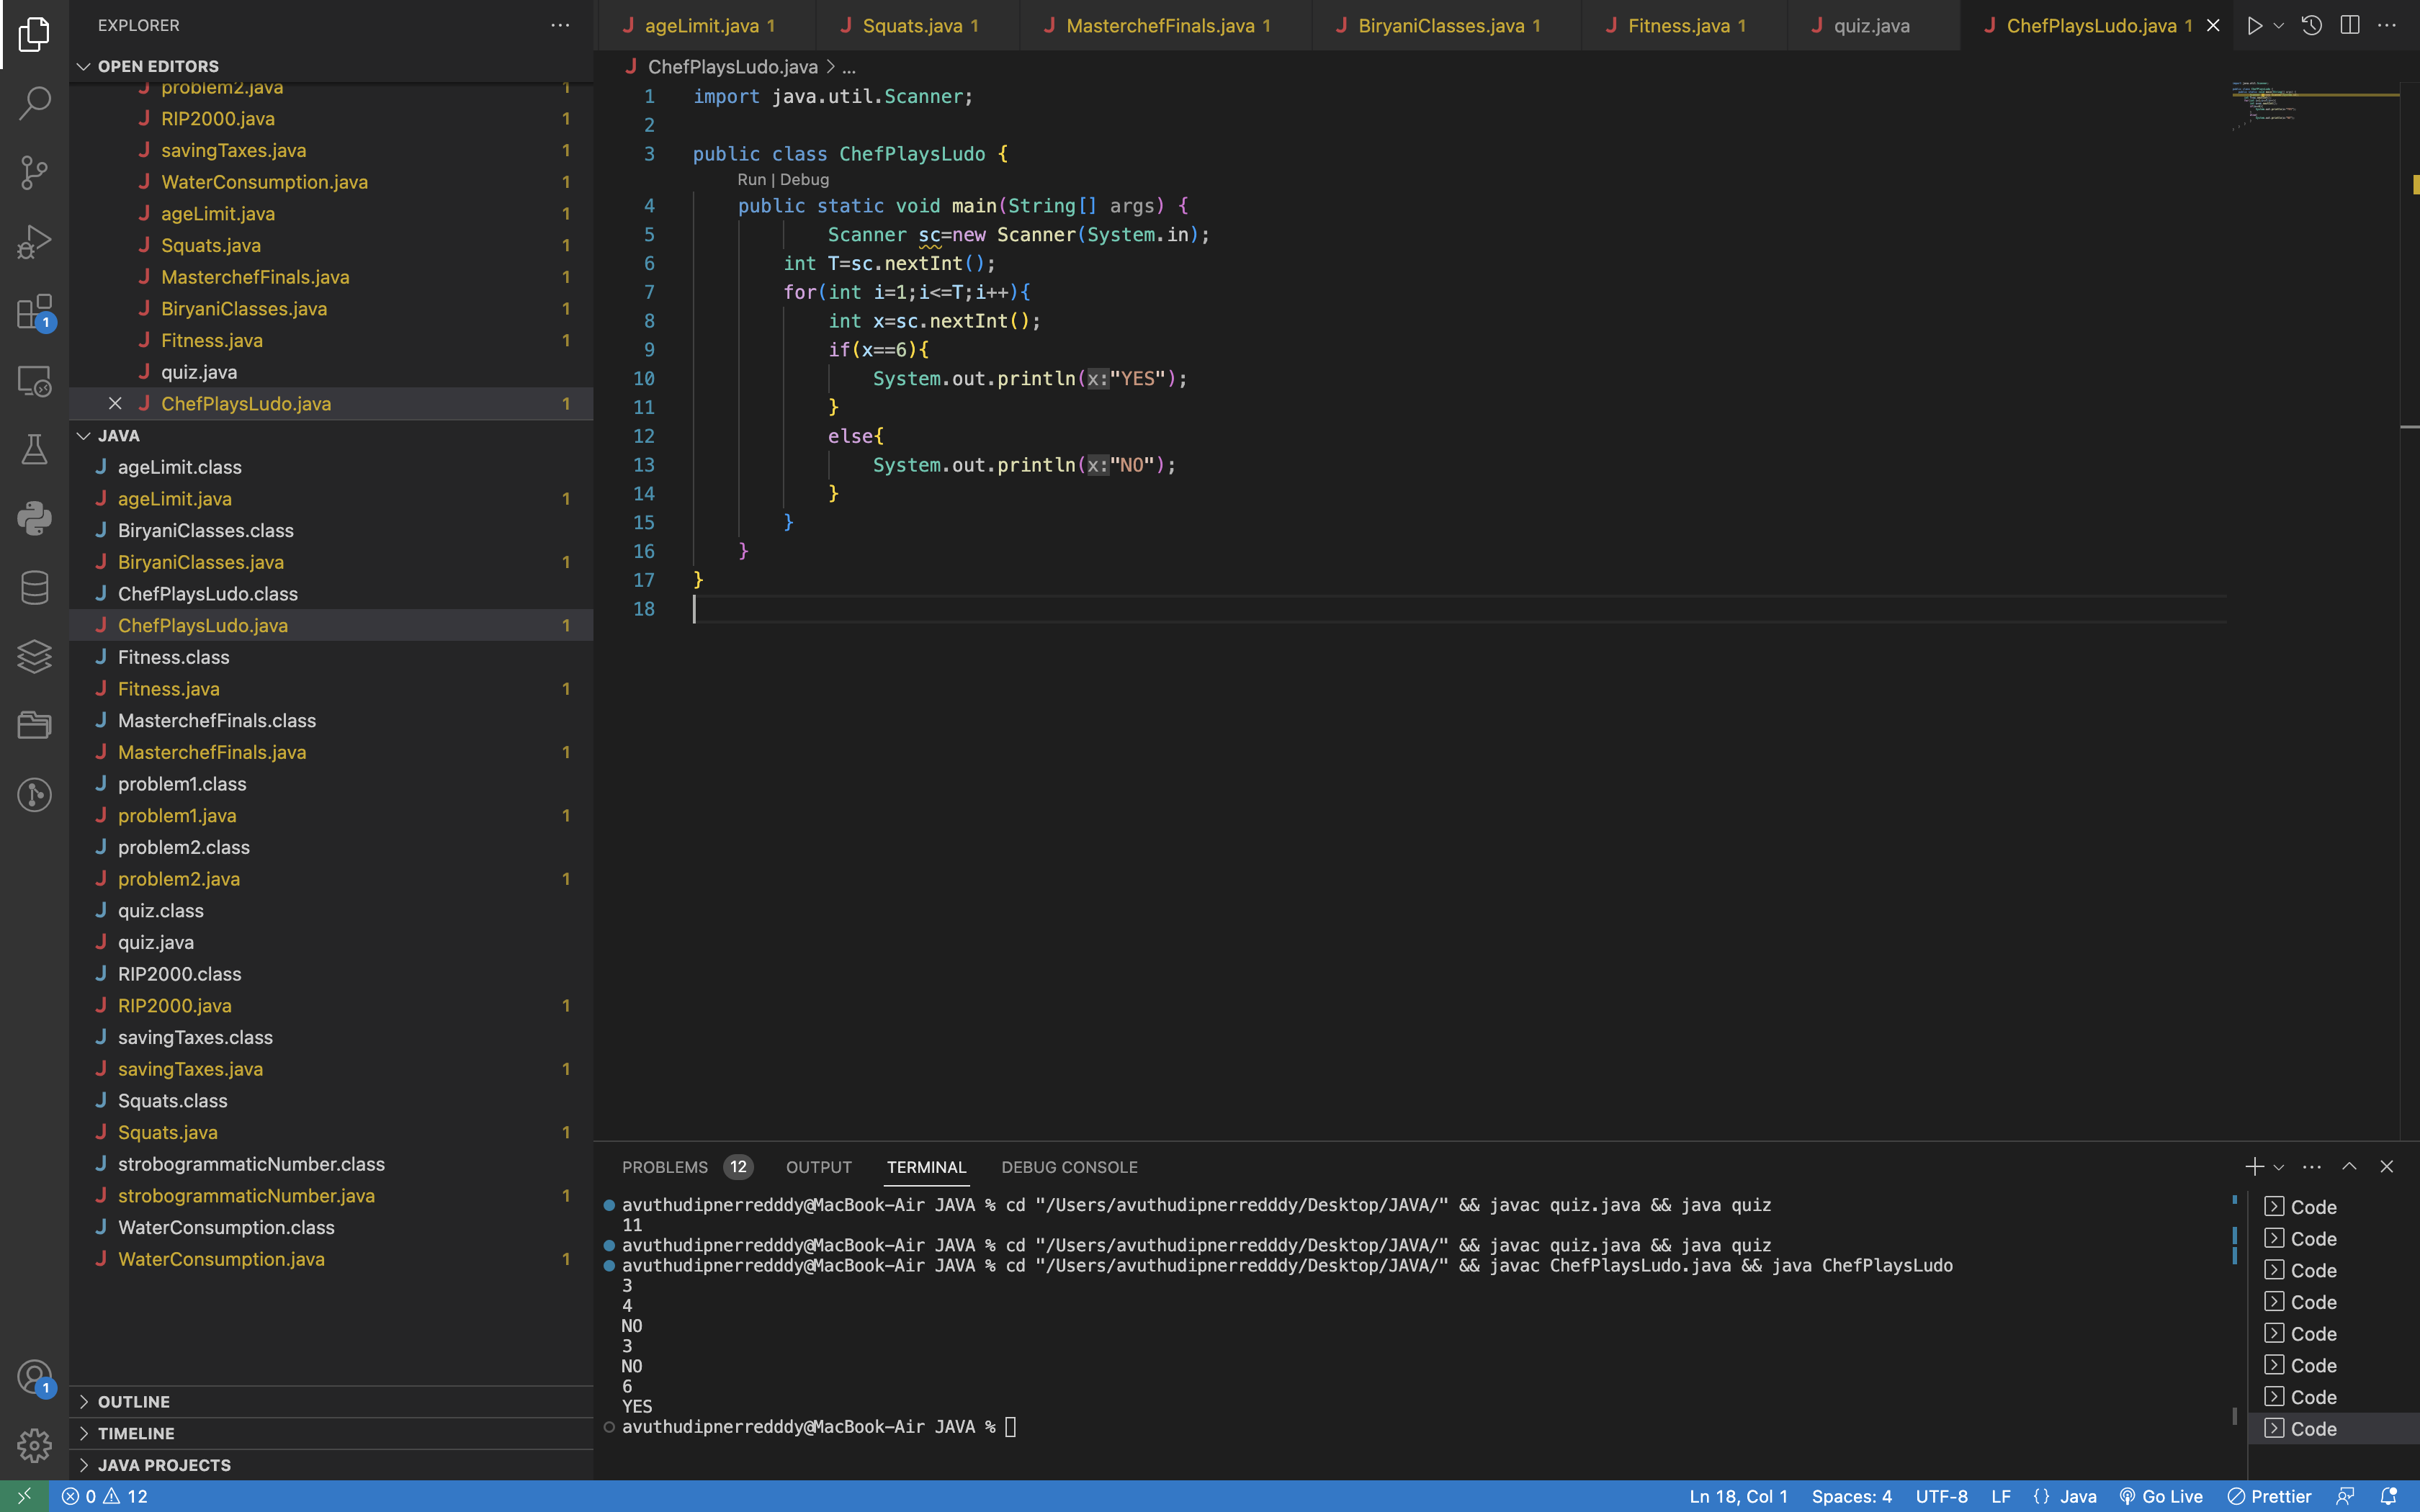 EXPLORER
OPEN EDITORS
problem2.java 1
RIP2000.java 1
savingTaxes.java 1
WaterConsumption.java 1
ageLimit.java 1
Squats.java 1
MasterchefFinals.java 1
BiryaniClasses.java 1
Fitness.java 1
quiz.java
ChefPlaysLudo.java 1
JAVA
ageLimit.class
ageLimit.java 1
BiryaniClasses.class
BiryaniClasses.java 1
ChefPlaysLudo.class
ChefPlaysLudo.java 1
Fitness.class
Fitness.java 1
MasterchefFinals.class
MasterchefFinals.java 1
problem1.class
problem1.java 1
problem2.class
problem2.java 1
quiz.class
quiz.java
RIP2000.class
RIP2000.java 1
savingTaxes.class
savingTaxes.java 1
Squats.class
Squats.java 1
strobogrammaticNumber.class
strobogrammaticNumber.java 1
WaterConsumption.class
WaterConsumption.java 1
OUTLINE
TIMELINE
JAVA PROJECTS
1
1
ageLimit.java 1 Squats.java 1 MasterchefFinals.java 1 BiryaniClasses.java 1 Fitness.java 1 quiz.java ChefPlaysLudo.java 1
ChefPlaysLudo.java > ...
1 import java.util.Scanner;
2
3 public class ChefPlaysLudo {
Run | Debug
4 public static void main(String[] args) {
5 Scanner sc=new Scanner(System.in);
6 int T=sc.nextInt();
7 for(int i=1;i<=T;i++){
8 int x=sc.nextInt();
9 if(x==6){
10 System.out.println(x:"YES");
11 }
12 else{
13 System.out.println(x:"NO");
14 }
15 }
16 }
17 }
18
PROBLEMS 12 OUTPUT TERMINAL DEBUG CONSOLE
avuthudipnerredddy@MacBook-Air JAVA % cd "/Users/avuthudipnerredddy/Desktop/JAVA/" && javac quiz.java && java quiz
11
avuthudipnerredddy@MacBook-Air JAVA % cd "/Users/avuthudipnerredddy/Desktop/JAVA/" && javac quiz.java && java quiz
avuthudipnerredddy@MacBook-Air JAVA % cd "/Users/avuthudipnerredddy/Desktop/JAVA/" && javac ChefPlaysLudo.java && java ChefPlaysLudo
3
4
NO
3
NO
6
YES
avuthudipnerredddy@MacBook-Air JAVA %
Code
Code
Code
Code
Code
Code
Code
Code
0 12
Ln 18, Col 1 Spaces: 4 UTF-8 LF {} Java Go Live Prettier